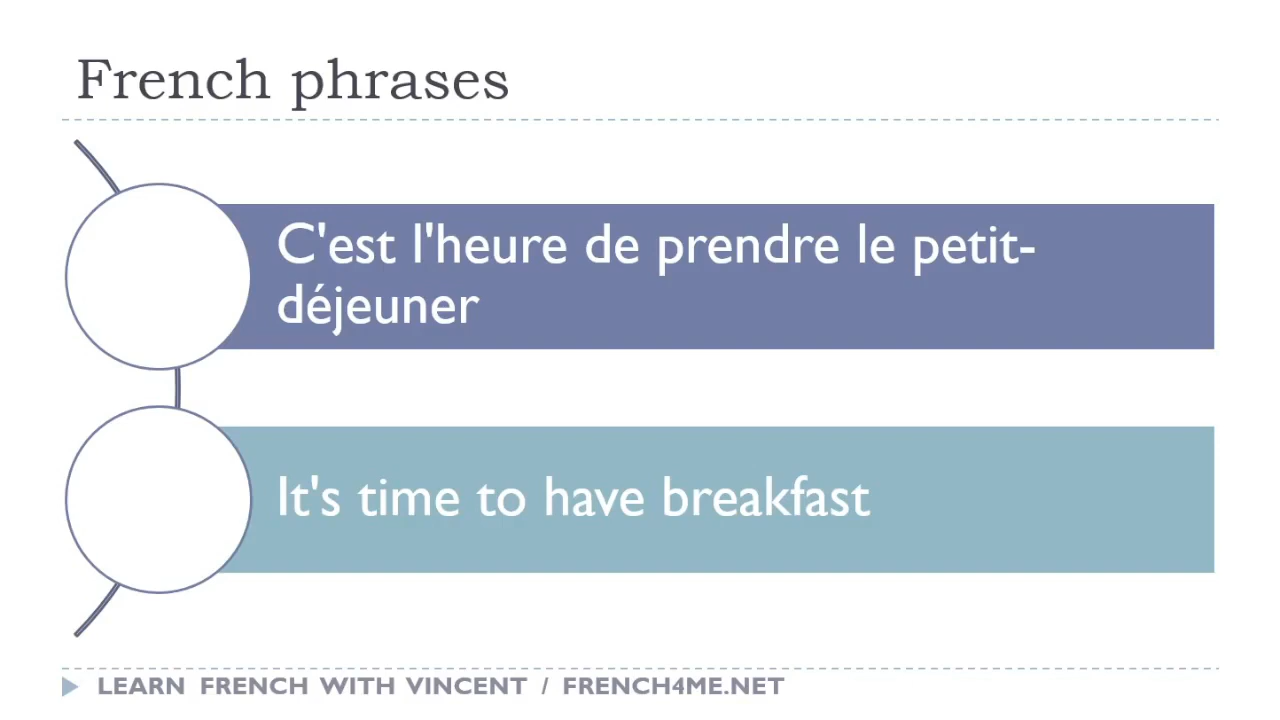 French phrases
C'est l'heure de prendre le petit-
déjeuner
It's time to have breakfast
LEARN FRENCH WITH VINCENT / FRENCH4ME.NET